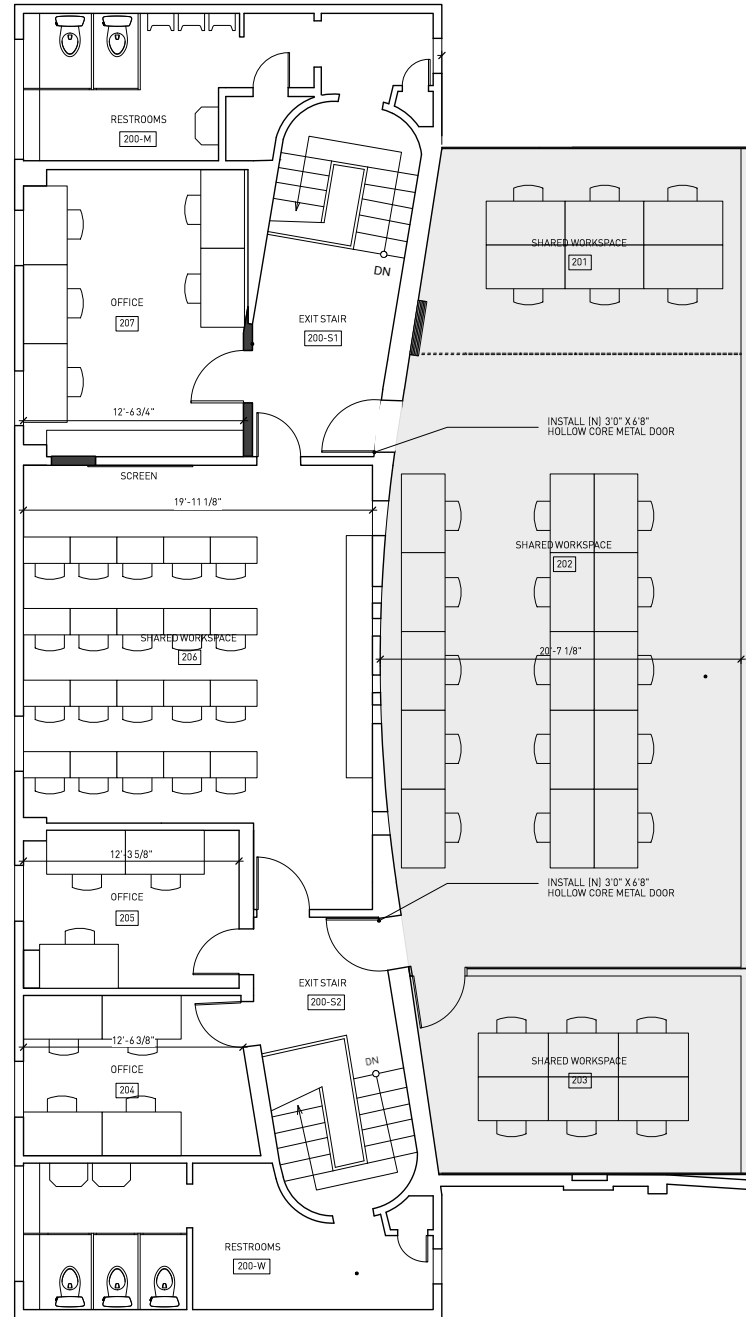 RESTROOMS
200-M
SHARED WORKSPACE
201
DN
OFFICE
207
EXIT STAIR
200-S1
12'-6 3/4"
INSTALL (N) 3'0" X 6'8"
HOLLOW CORE METAL DOOR
SCREEN
19'-11 1/8"
SHARED WORKSPACE
202
SHARED WORKSPACE
206
20'-7 1/8"
12'-3 5/8"
INSTALL (N) 3'0" X 6'8"
HOLLOW CORE METAL DOOR
OFFICE
205
EXIT STAIR
200-S2
12'-6 3/8"
DN
OFFICE
204
SHARED WORKSPACE
203
RESTROOMS
200-W